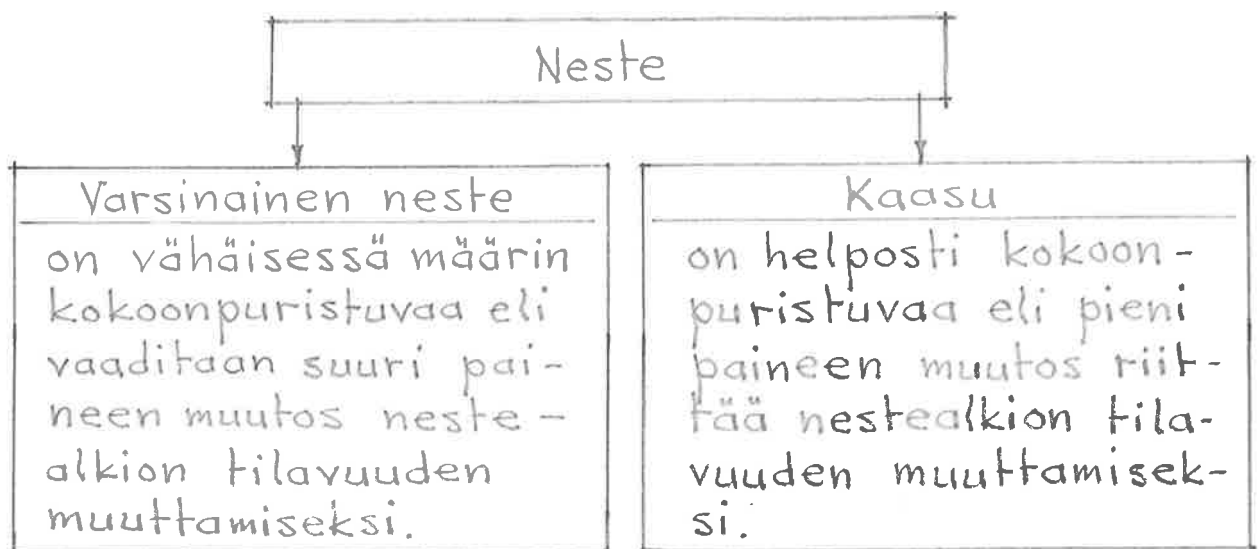 Neste
Varsinainen neste
on vähäisessä määrin
kokoonpuristuvaa eli
vaaditaan suuri pai-
neen muutos neste-
alkion tilavuuden
muuttamiseksi.
Kaasu
on helposti kokoon-
puristuvaa eli pieni
paineen muutos riit-
tää nestealkion tila-
vuuden muuttamisek-
si.